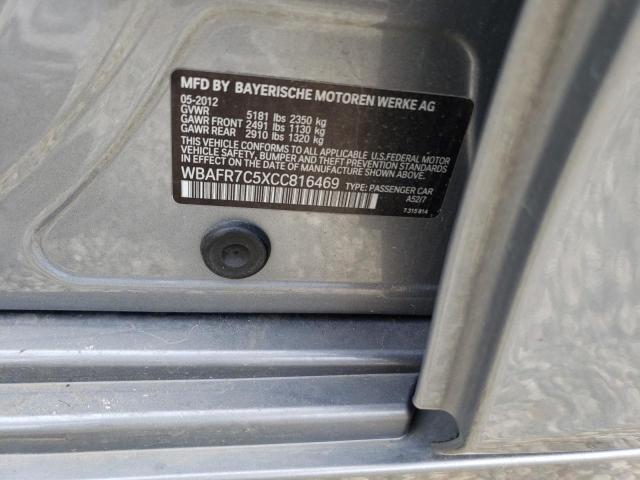 MFD BY BAYERISCHE MOTOREN WERKE AG
05-2012
GVWR 5181 lbs 2350 kg
GAWR FRONT 2491 lbs 1130 kg
GAWR REAR 2910 lbs 1320 kg
THIS VEHICLE CONFORMS TO ALL APPLICABLE U.S.FEDERAL MOTOR
VEHICLE SAFETY, BUMPER, AND THEFT PREVENTION STANDARDS
IN EFFECT ON THE DATE OF MANUFACTURE SHOWN ABOVE.
WBAFR7C5XCC816469 TYPE: PASSENGER CAR
A52/7
7 315 814